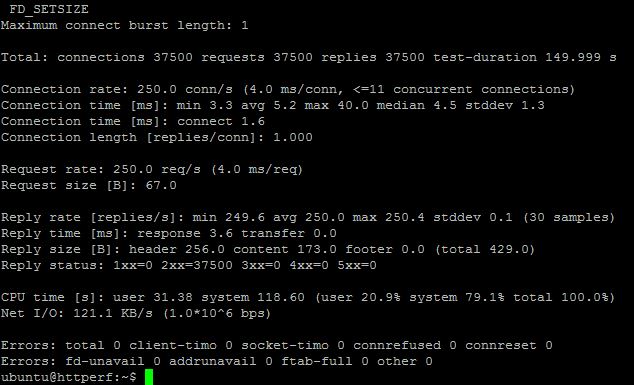 FD_SETSIZE
Maximum connect burst length: 1
Total: connections 37500 requests 37500 replies 37500 test-duration 149.999 s
Connection rate: 250.0 conn/s (4.0 ms/conn, <=11 concurrent connections)
Connection time [ms]: min 3.3 avg 5.2 max 40.0 median 4.5 stddev 1.3
Connection time [ms]: connect 1.6
Connection length [replies/conn]: 1.000
Request rate: 250.0 req/s (4.0 ms/req)
Request size [B]: 67.0
Reply rate [replies/s]: min 249.6 avg 250.0 max 250.4 stddev 0.1 (30 samples)
Reply time [ms]: response 3.6 transfer 0.0
Reply size [B]: header 256.0 content 173.0 footer 0.0 (total 429.0)
Reply status: 1xx=0 2xx=37500 3xx=0 4xx=0 5xx=0
CPU time [s]: user 31.38 system 118.60 (user 20.9% system 79.1% total 100.0%)
Net I/O: 121.1 KB/s (1.0*10^6 bps)
Errors: total 0 client-timo 0 socket-timo 0 connrefused 0 connreset 0
Errors: fd-unavail 0 addrunavail 0 ftab-full 0 other 0
ubuntu@httperf:~$